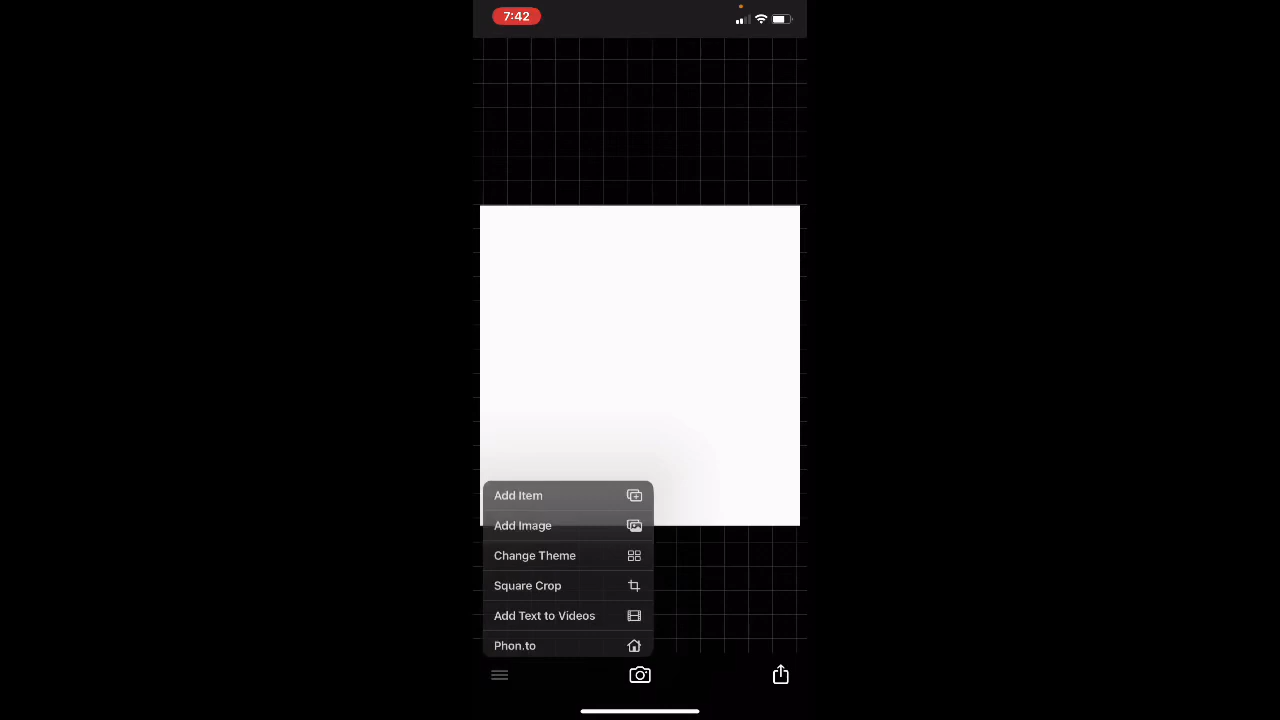 7:42
Add Item
Add Image
Change Theme
Square Crop
Add Text to Videos
Phon.to